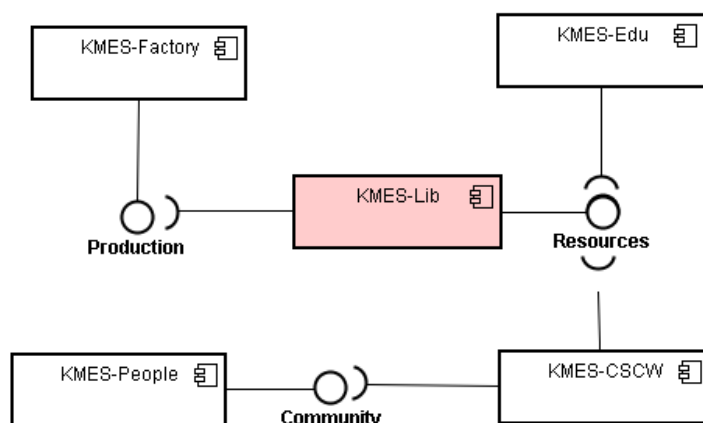 KMES-Factory
KMES-Edu
KMES-Lib
Production
Resources
KMES-People
KMES-CSCW
Community